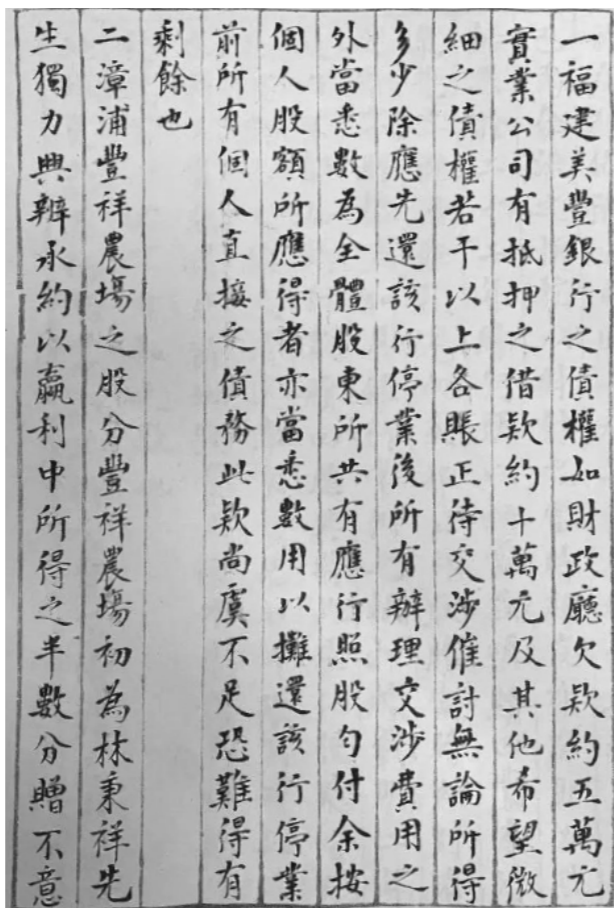 一福建美豐銀行之債權如財政廳欠欵約五萬元
實業公司有抵押之借欵約十萬元及其他希望微
細之債權若干以上各賬正待交涉催討無論所得
多少除應先還該行停業後所有辦理交涉費用之
外當悉數為全體股東所共有應行照股勻付余按
個人股額所應得者亦當悉數用以攤還該行停業
前所有個人直接之債務此欵尚虞不足恐難得有
剩餘也
二漳浦豐祥農場之股分豐祥農場初為林秉祥先
生獨力興辦承約以贏利中所得之半數分贈不意